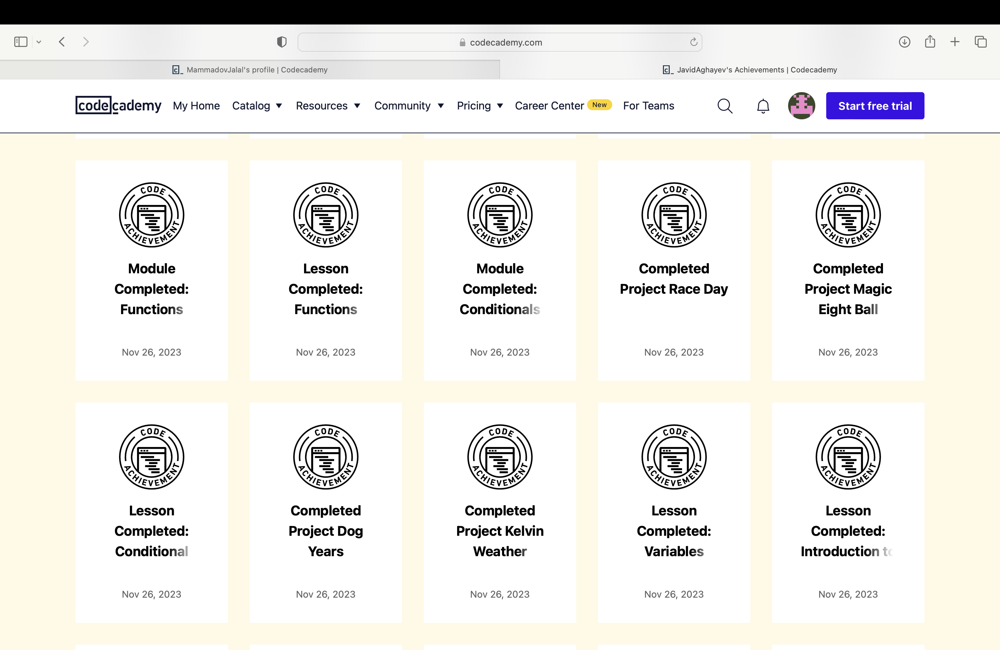 codecademy.com
MammadovJalal's profile | Codecademy
JavidAghayev's Achievements | Codecademy
codecademy My Home Catalog Resources Community Pricing Career Center New For Teams Start free trial
CODE ACHIEVEMENT
Module
Completed:
Functions
Nov 26, 2023
CODE ACHIEVEMENT
Lesson
Completed:
Functions
Nov 26, 2023
CODE ACHIEVEMENT
Module
Completed:
Conditionals
Nov 26, 2023
CODE ACHIEVEMENT
Completed
Project Race Day
Nov 26, 2023
CODE ACHIEVEMENT
Completed
Project Magic
Eight Ball
Nov 26, 2023
CODE ACHIEVEMENT
Lesson
Completed:
Conditional
Nov 26, 2023
CODE ACHIEVEMENT
Completed
Project Dog
Years
Nov 26, 2023
CODE ACHIEVEMENT
Completed
Project Kelvin
Weather
Nov 26, 2023
CODE ACHIEVEMENT
Lesson
Completed:
Variables
Nov 26, 2023
CODE ACHIEVEMENT
Lesson
Completed:
Introduction to
Nov 26, 2023